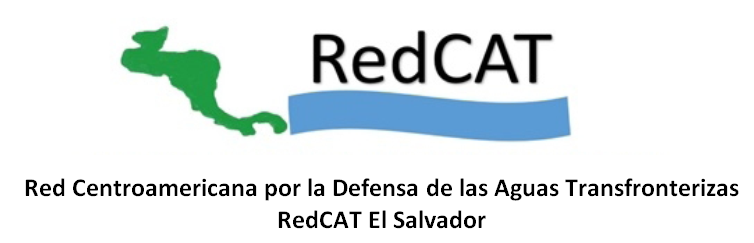 RedCAT
Red Centroamericana por la Defensa de las Aguas Transfronterizas
RedCAT El Salvador